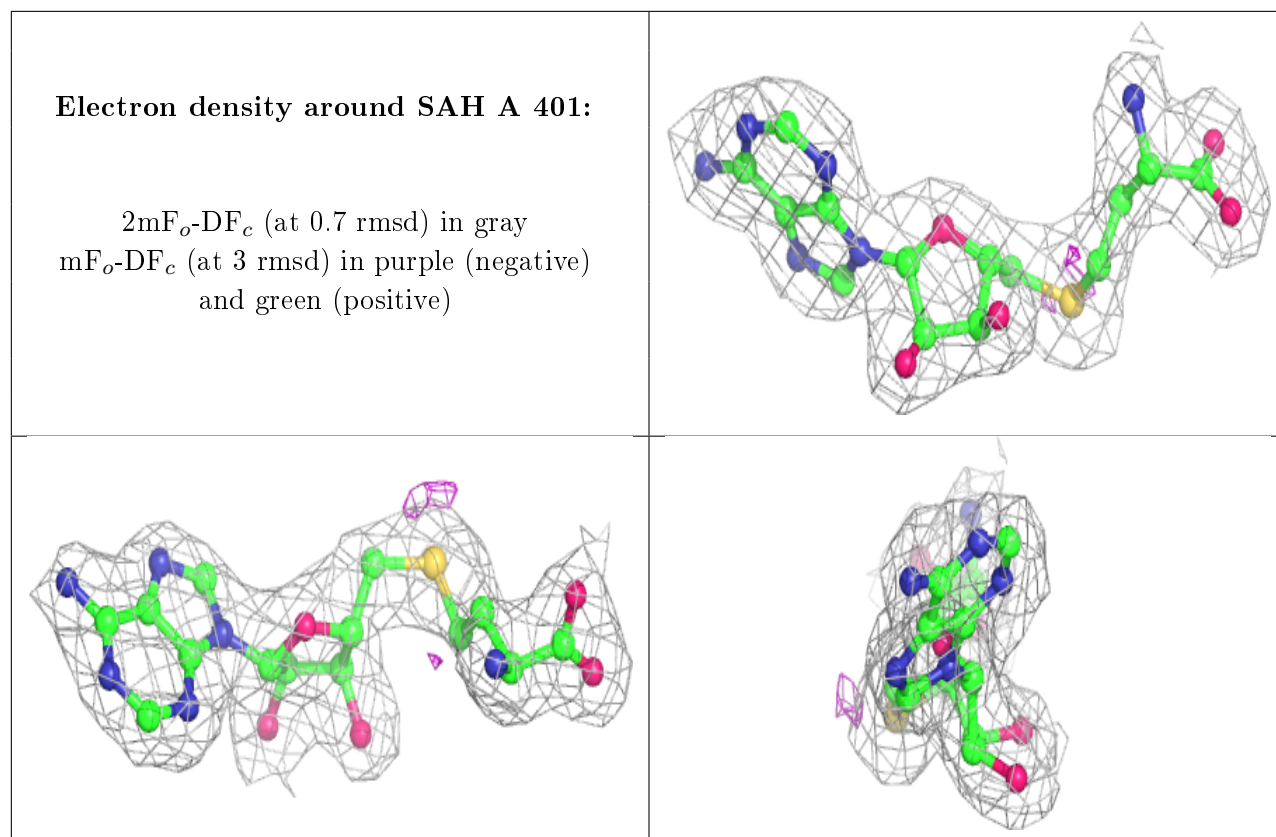 Electron density around SAH A 401:
2mFo-DFc (at 0.7 rmsd) in gray
mFo-DFc (at 3 rmsd) in purple (negative)
and green (positive)